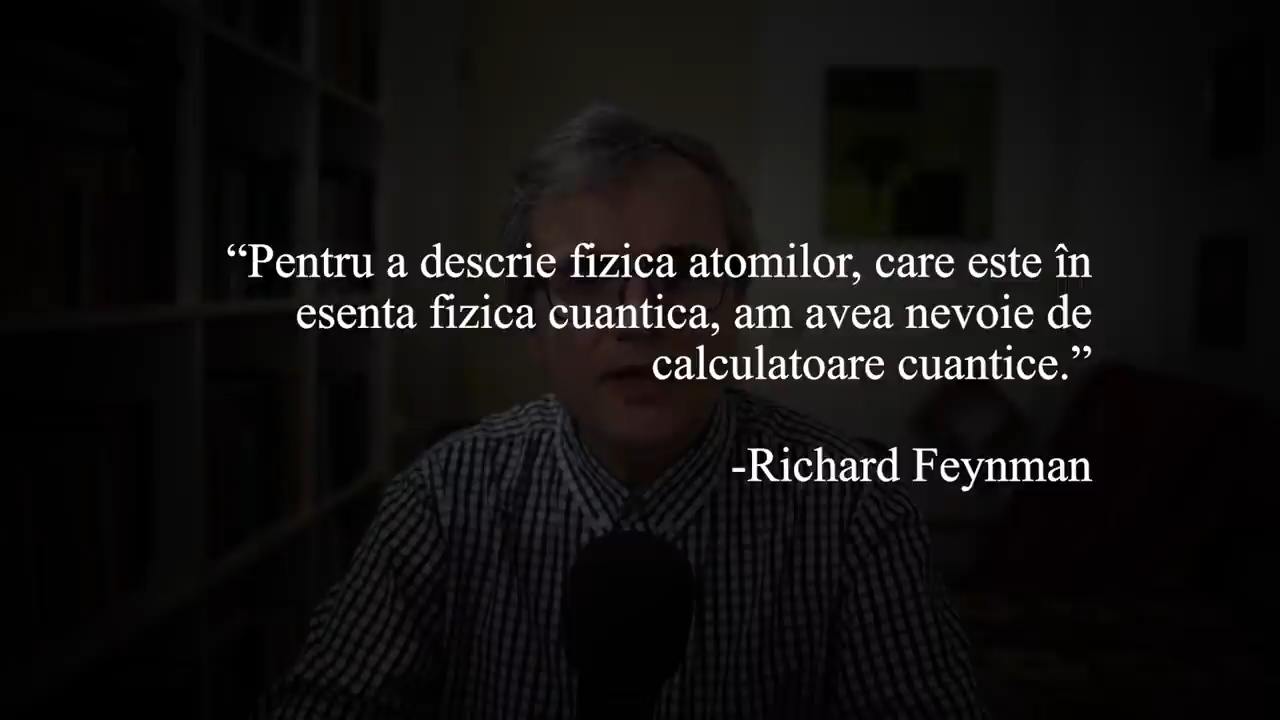 “Pentru a descrie fizica atomilor, care este în
esenta fizica cuantica, am avea nevoie de
calculatoare cuantice.”
-Richard Feynman